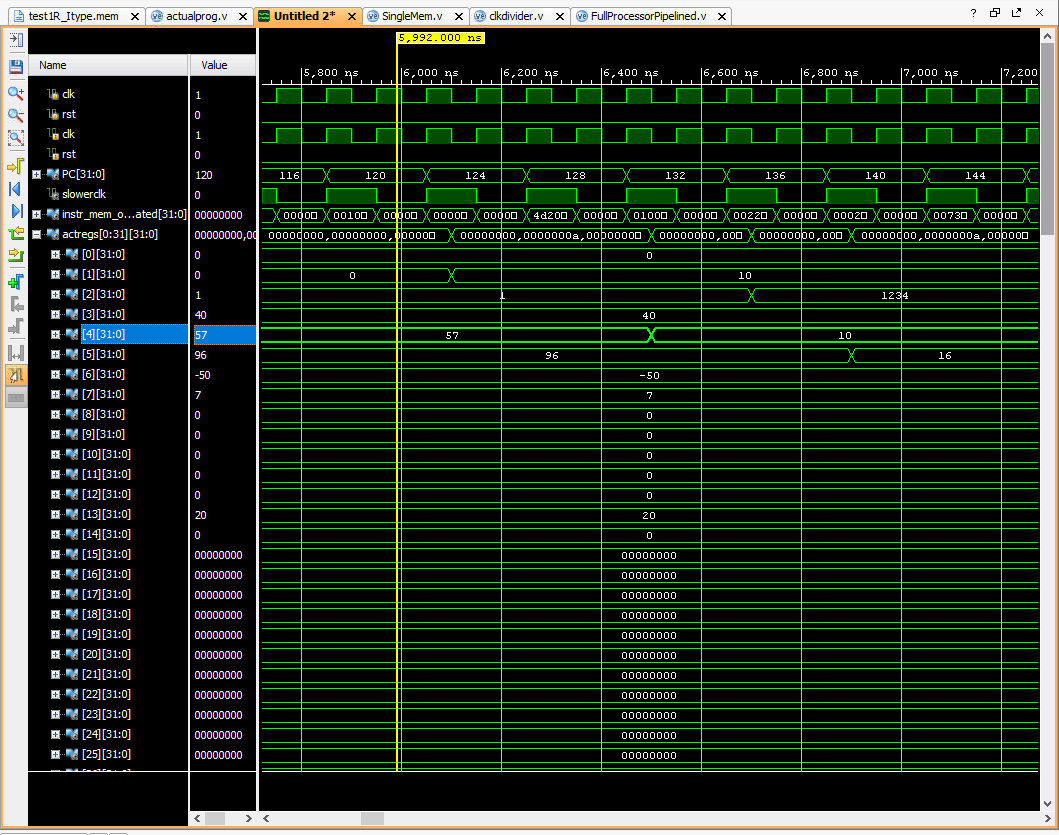 test1R_Itype.mem × actualprog.v × Untitled 2* × SingleMem.v × clkdivider.v × FullProcessorPipelined.v × ?
5,992.000 ns
Name Value
5,800 ns 6,000 ns 6,200 ns 6,400 ns 6,600 ns 6,800 ns 7,000 ns 7,200
clk 1
rst 0
clk 1
rst 0
PC[31:0] 120 116 120 124 128 132 136 140 144
slowerclk 0
instr_mem_o...ated[31:0] 00000000 0000 0010 0000 0000 0000 4d20 0000 0100 0000 0022 0000 0002 0000 0073 0000
actregs[0:31][31:0] 00000000,00 00000000,00000000,00000 00000000,0000000a,0000000 00000000,00 00000000,00 00000000,0000000a,00000
[0][31:0] 0 0
[1][31:0] 0 0 10
[2][31:0] 1 1 1234
[3][31:0] 40 40
[4][31:0] 57 57 10
[5][31:0] 96 96 16
[6][31:0] -50 -50
[7][31:0] 7 7
[8][31:0] 0 0
[9][31:0] 0 0
[10][31:0] 0 0
[11][31:0] 0 0
[12][31:0] 0 0
[13][31:0] 20 20
[14][31:0] 0 0
[15][31:0] 00000000 00000000
[16][31:0] 00000000 00000000
[17][31:0] 00000000 00000000
[18][31:0] 00000000 00000000
[19][31:0] 00000000 00000000
[20][31:0] 00000000 00000000
[21][31:0] 00000000 00000000
[22][31:0] 00000000 00000000
[23][31:0] 00000000 00000000
[24][31:0] 00000000 00000000
[25][31:0] 00000000 00000000